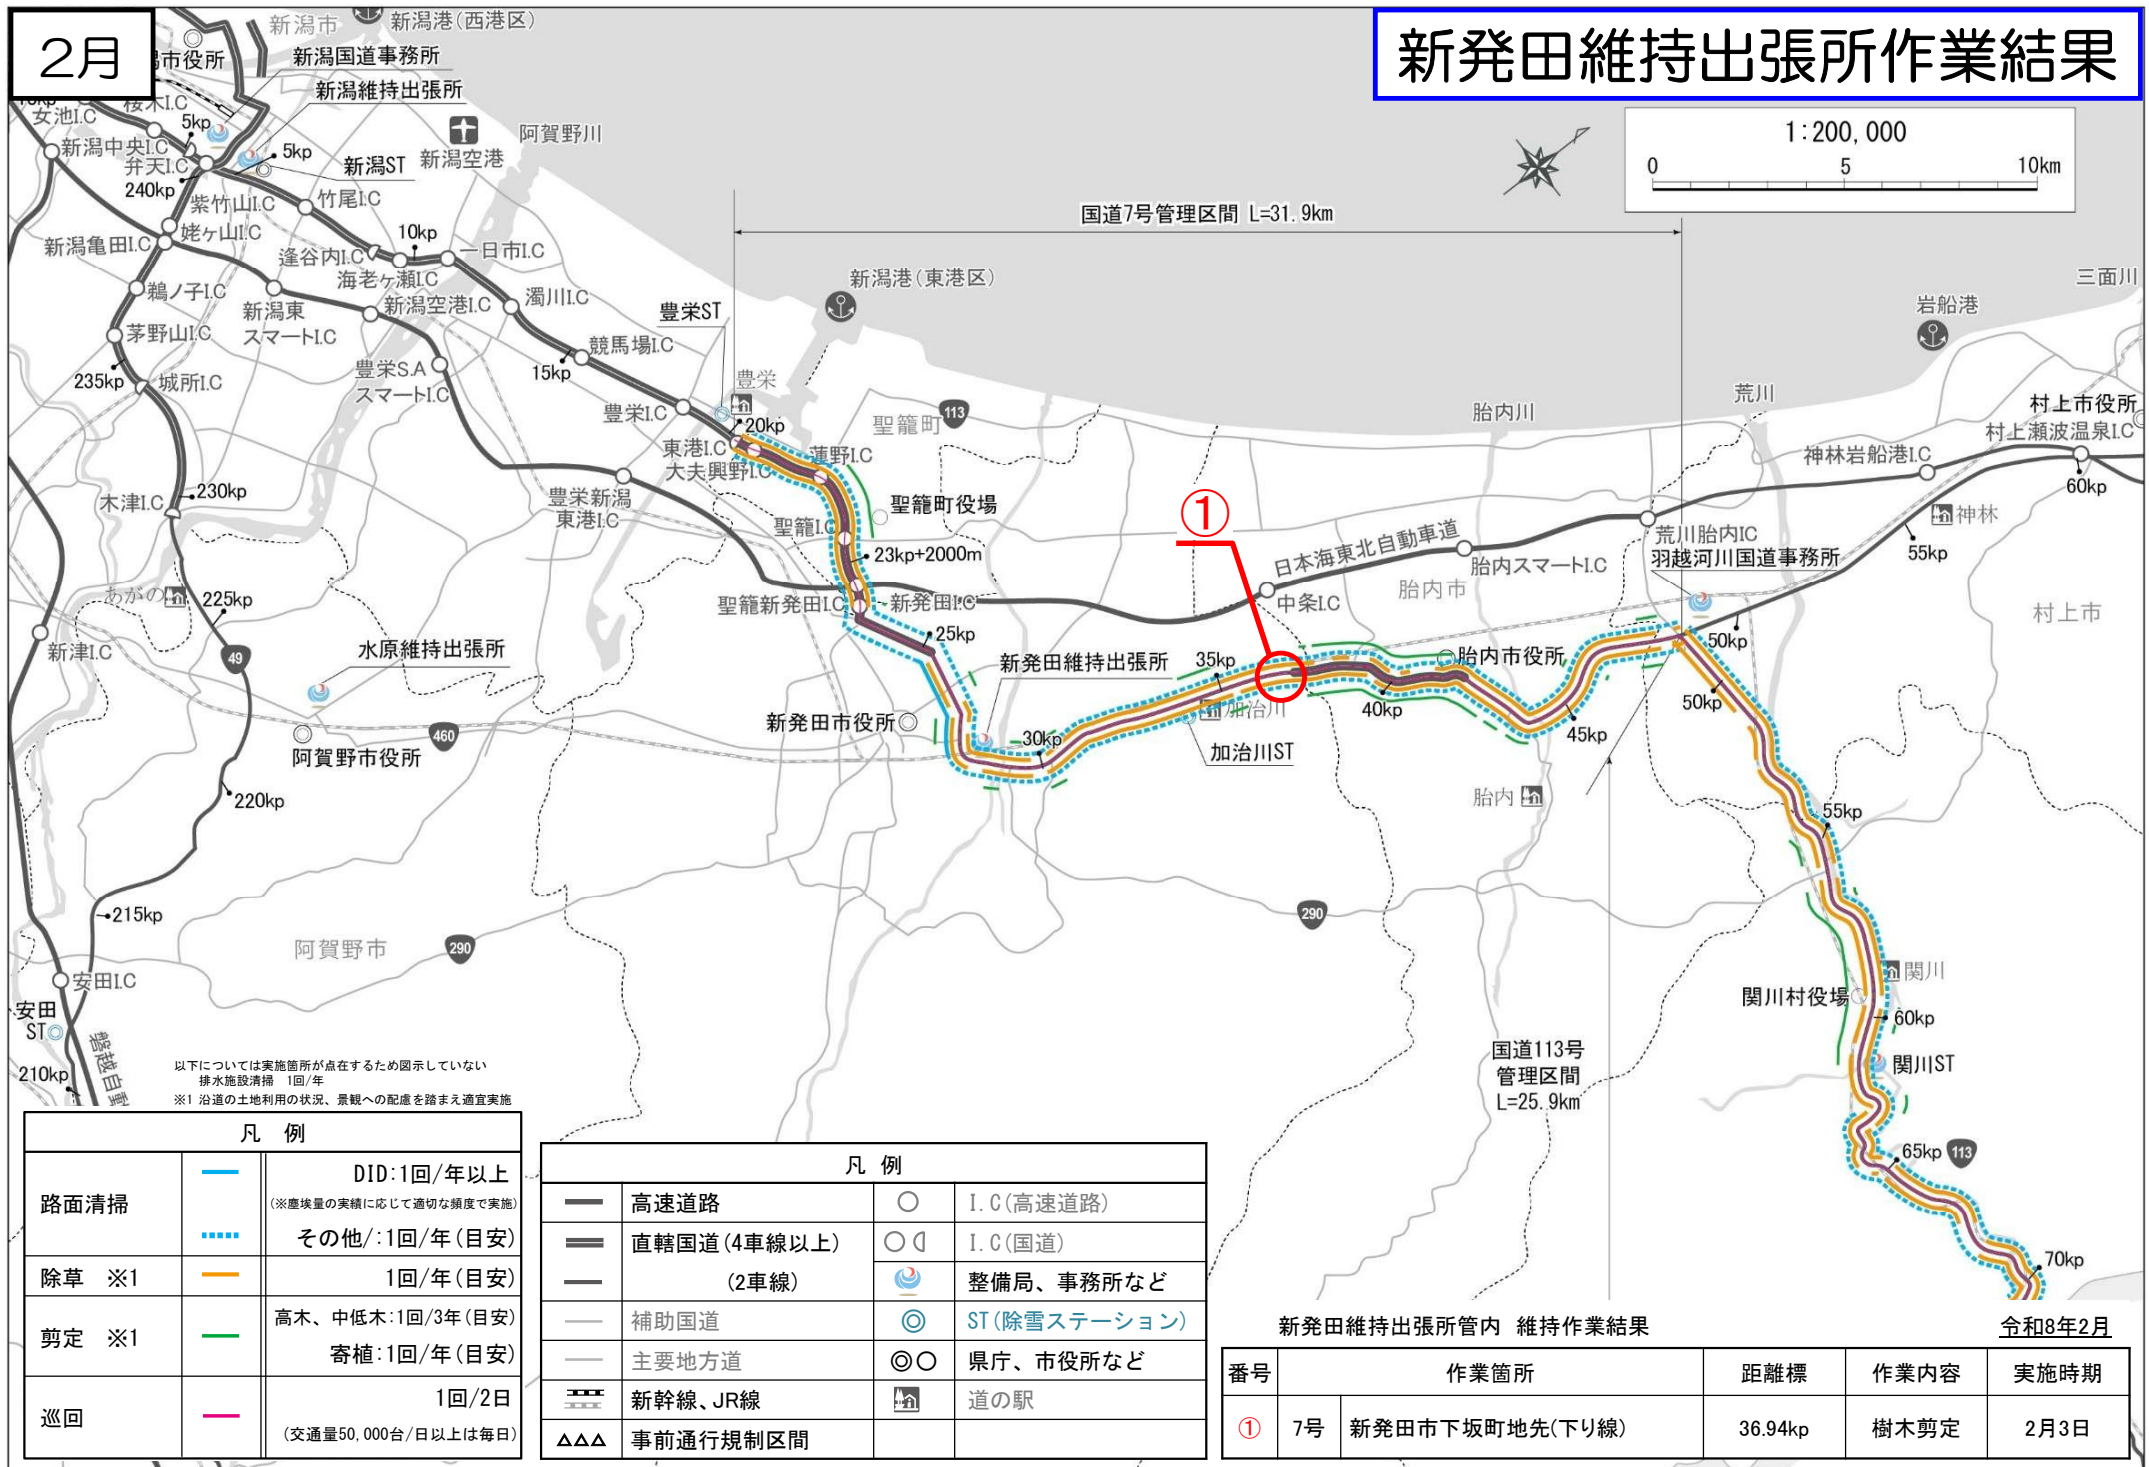 2月
新発田維持出張所作業結果
新潟市
新潟港(西港区)
市役所
新潟国道事務所
新潟維持出張所
桜木I.C
女池I.C
5kp
新潟中央I.C
弁天I.C
5kp
新潟ST
新潟空港
阿賀野川
240kp
紫竹山I.C
竹尾I.C
姥ヶ山I.C
新潟亀田I.C
10kp
逢谷内I.C
一日市I.C
海老ヶ瀬I.C
鵜ノ子I.C
新潟空港I.C
濁川I.C
新潟東
スマートI.C
茅野山I.C
競馬場I.C
15kp
235kp
城所I.C
豊栄S.A
スマートI.C
豊栄ST
豊栄
豊栄I.C
20kp
東港I.C
大夫興野I.C
蓮野I.C
1:200,000
0 5 10km
国道7号管理区間 L=31.9km
新潟港(東港区)
三面川
岩船港
荒川
胎内川
村上市役所
村上瀬波温泉I.C
神林岩船港I.C
60kp
聖籠町
113
木津I.C
230kp
豊栄新潟
東港I.C
聖籠I.C
聖籠町役場
23kp+2000m
①
日本海東北自動車道
胎内スマートI.C
荒川胎内IC
羽越河川国道事務所
神林
55kp
あがの
225kp
聖籠新発田I.C
新発田I.C
中条I.C
胎内市
村上市
新津I.C
49
水原維持出張所
25kp
新発田維持出張所
35kp
胎内市役所
50kp
50kp
新発田市役所
加治川
40kp
45kp
460
阿賀野市役所
30kp
加治川ST
220kp
胎内
55kp
215kp
290
290
阿賀野市
安田I.C
安田
ST
磐越自動
210kp
関川
関川村役場
60kp
関川ST
国道113号
管理区間
L=25.9km
65kp
113
70kp
以下については実施箇所が点在するため図示していない
排水施設清掃 1回/年
※1 沿道の土地利用の状況、景観への配慮を踏まえ適宜実施
凡 例
路面清掃
DID:1回/年以上
(※塵埃量の実績に応じて適切な頻度で実施)
その他/:1回/年(目安)
除草 ※1 1回/年(目安)
剪定 ※1
高木、中低木:1回/3年(目安)
寄植:1回/年(目安)
巡回
1回/2日
(交通量50,000台/日以上は毎日)
凡 例
高速道路 I.C(高速道路)
直轄国道(4車線以上) I.C(国道)
(2車線) 整備局、事務所など
補助国道 ST(除雪ステーション)
主要地方道 県庁、市役所など
新幹線、JR線 道の駅
事前通行規制区間
新発田維持出張所管内 維持作業結果
令和8年2月
番号 作業箇所 距離標 作業内容 実施時期
① 7号 新発田市下坂町地先(下り線) 36.94kp 樹木剪定 2月3日